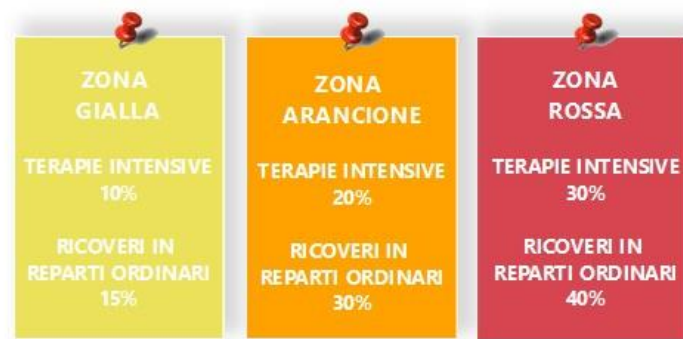 ZONA
GIALLA
TERAPIE INTENSIVE
10%
RICOVERI IN
REPARTI ORDINARI
15%
ZONA
ARANCIONE
TERAPIE INTENSIVE
20%
RICOVERI IN
REPARTI ORDINARI
30%
ZONA
ROSSA
TERAPIE INTENSIVE
30%
RICOVERI IN
REPARTI ORDINARI
40%